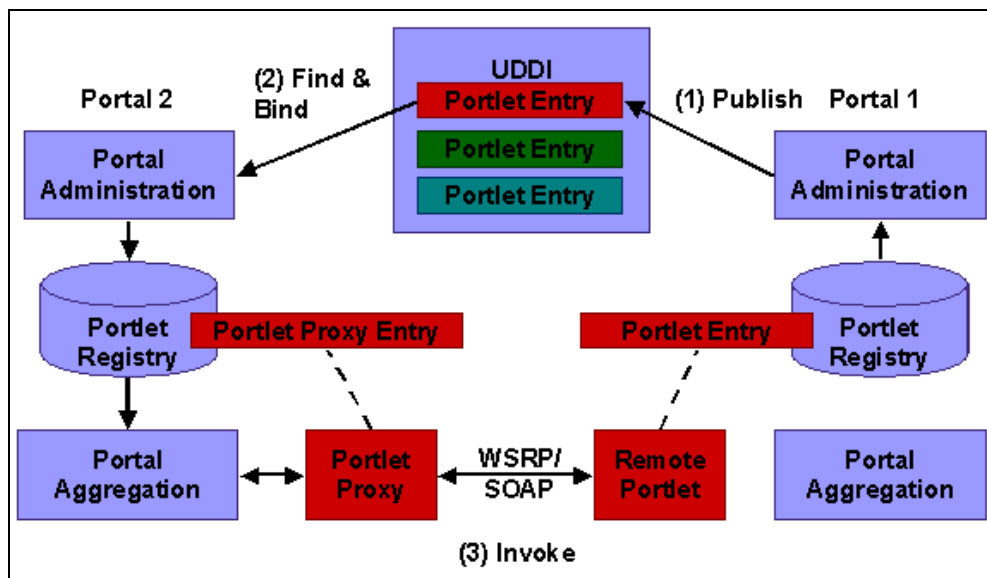 UDDI
(2) Find &
Bind
Portlet Entry
(1) Publish
Portal 2
Portal 1
Portlet Entry
Portal
Administration
Portal
Administration
Portlet Entry
Portlet
Registry
Portlet Proxy Entry
Portlet Entry
Portlet
Registry
Portal
Aggregation
Portlet
Proxy
WSRP/
SOAP
Remote
Portlet
Portal
Aggregation
(3) Invoke